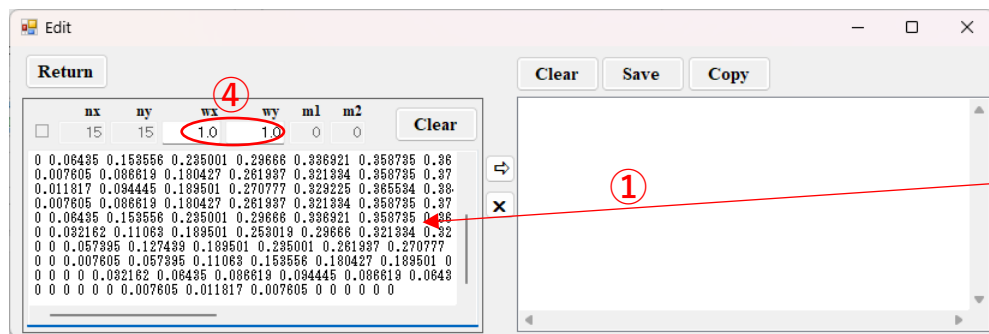 Edit
Return
Clear Save Copy
④
nx ny wx wy m1 m2
15 15 1.0 1.0 0 0 Clear
0 0.06435 0.153556 0.235001 0.29666 0.336921 0.358735 0.36
0.007605 0.086619 0.180427 0.261937 0.321334 0.358735 0.37
0.011817 0.094445 0.189501 0.270777 0.329225 0.365534 0.38
0.007605 0.086619 0.180427 0.261937 0.321334 0.358735 0.37
0 0.06435 0.153556 0.235001 0.29666 0.336921 0.358735 0.36
0 0.032162 0.11063 0.189501 0.253019 0.29666 0.321334 0.32
0 0 0.057395 0.127439 0.189501 0.235001 0.261937 0.270777
0 0 0.007605 0.057395 0.11063 0.153556 0.180427 0.189501 0
0 0 0 0 0.032162 0.06435 0.086619 0.094445 0.086619 0.0643
0 0 0 0 0 0 0.007605 0.011817 0.007605 0 0 0 0 0 0
①